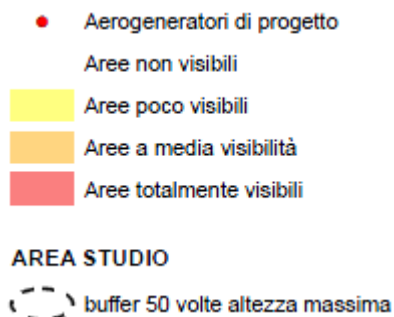 Aerogeneratori di progetto
Aree non visibili
Aree poco visibili
Aree a media visibilità
Aree totalmente visibili
AREA STUDIO
buffer 50 volte altezza massima